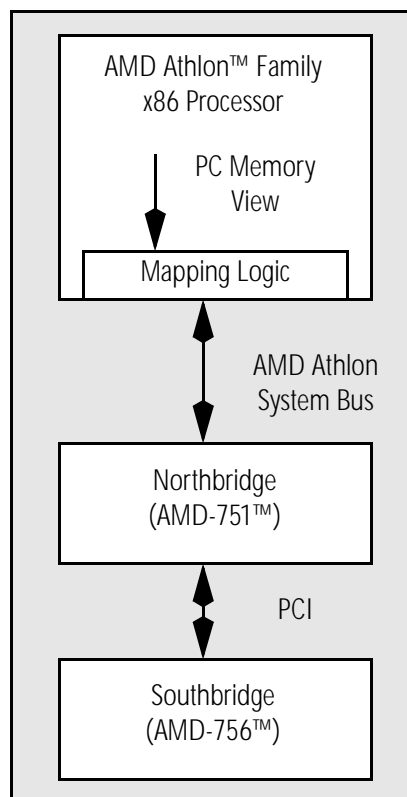 AMD Athlon™ Family
x86 Processor
PC Memory
View
Mapping Logic
AMD Athlon
System Bus
Northbridge
(AMD-751™)
PCI
Southbridge
(AMD-756™)